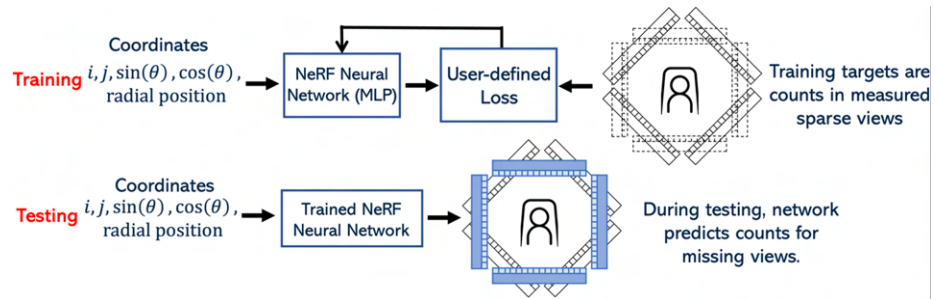 Training
Coordinates
i, j, sin(θ) , cos(θ) ,
radial position
NeRF Neural
Network (MLP)
User-defined
Loss
Training targets are
counts in measured
sparse views
Testing
Coordinates
i, j, sin(θ) , cos(θ) ,
radial position
Trained NeRF
Neural Network
During testing, network
predicts counts for
missing views.